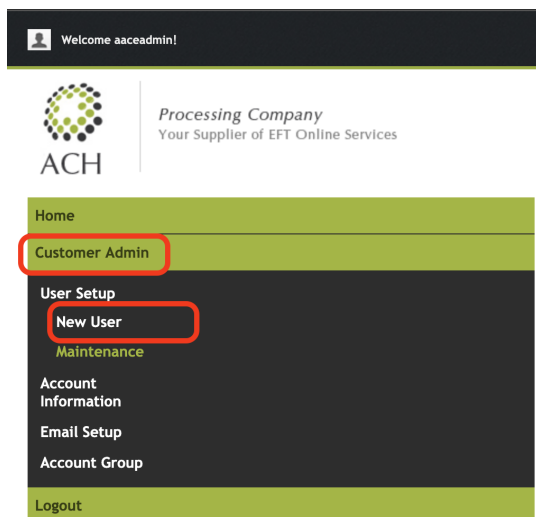 Welcome aaceadmin!
ACH
Processing Company
Your Supplier of EFT Online Services
Home
Customer Admin
User Setup
New User
Maintenance
Account
Information
Email Setup
Account Group
Logout